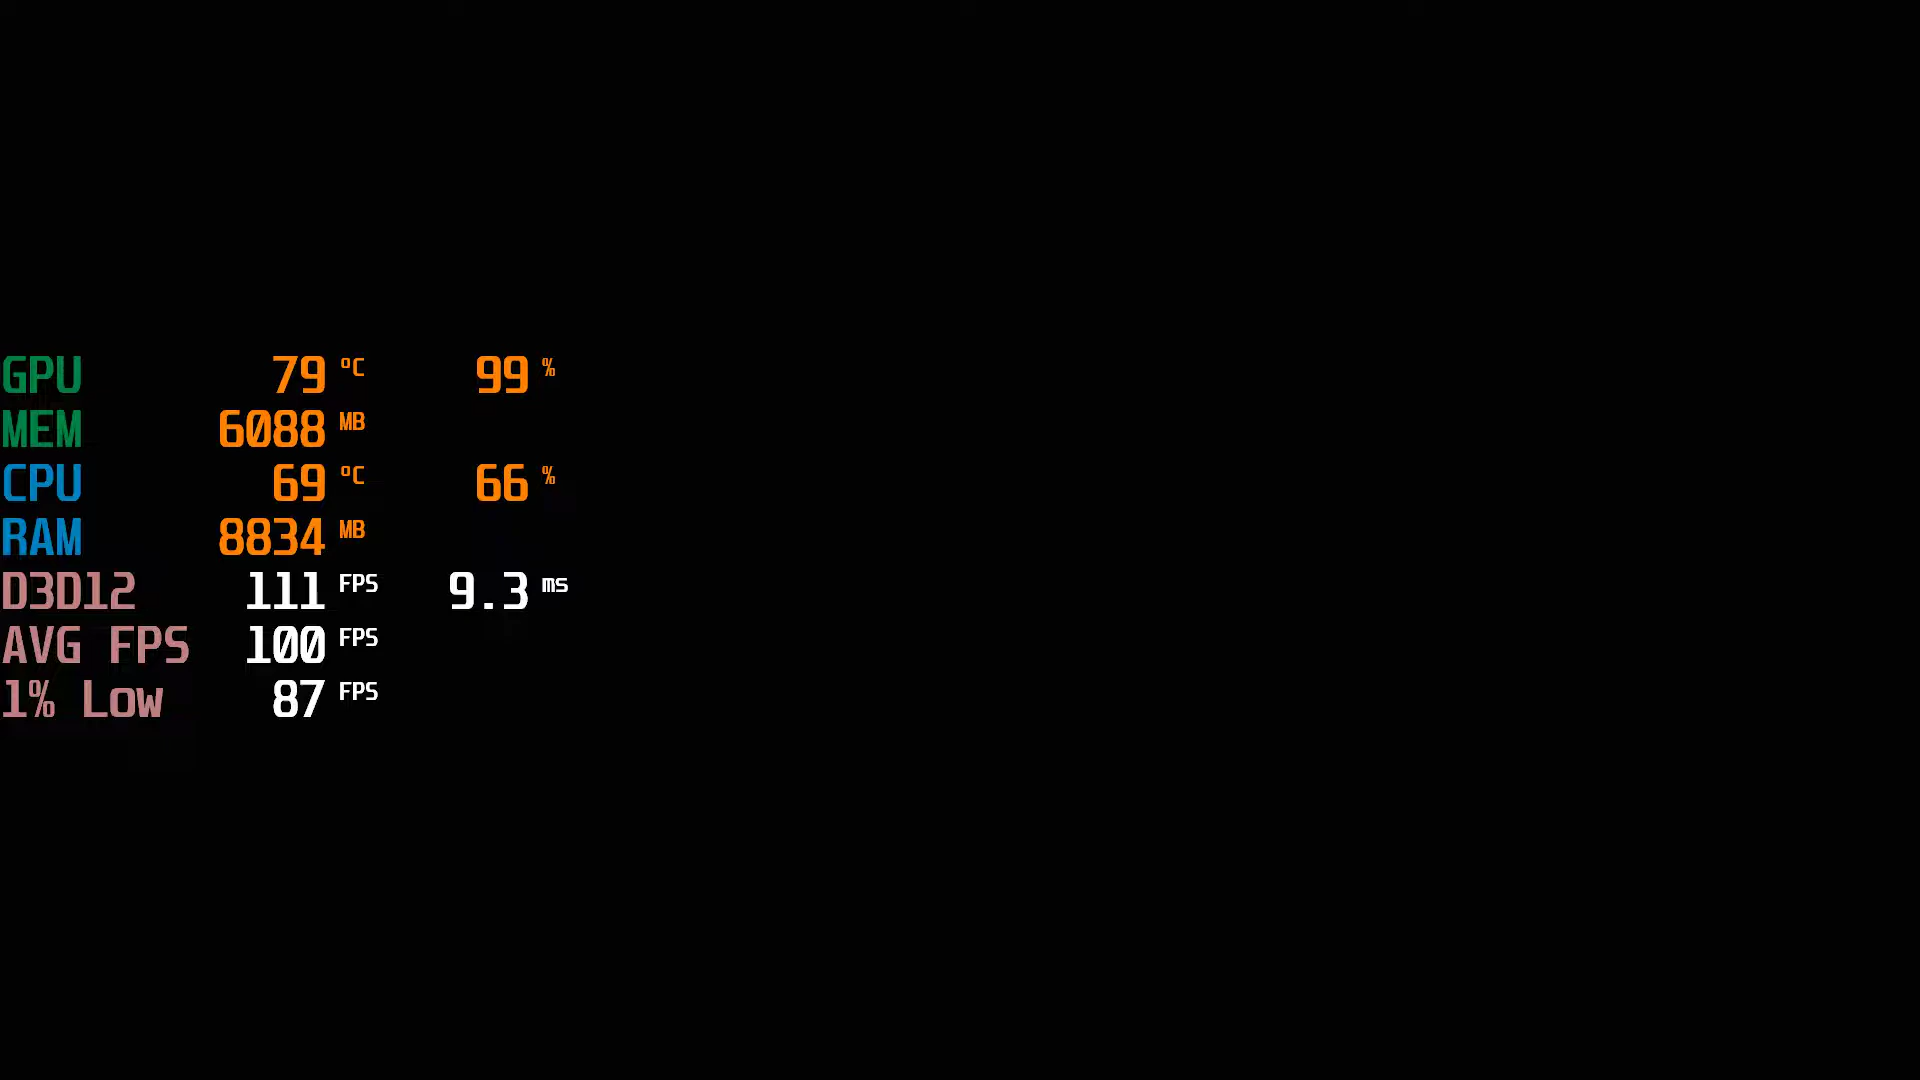 GPU 79 °C 99 %
MEM 6088 MB
CPU 69 °C 66 %
RAM 8834 MB
D3D12 111 FPS 9.3 ms
AVG FPS 100 FPS
1% Low 87 FPS